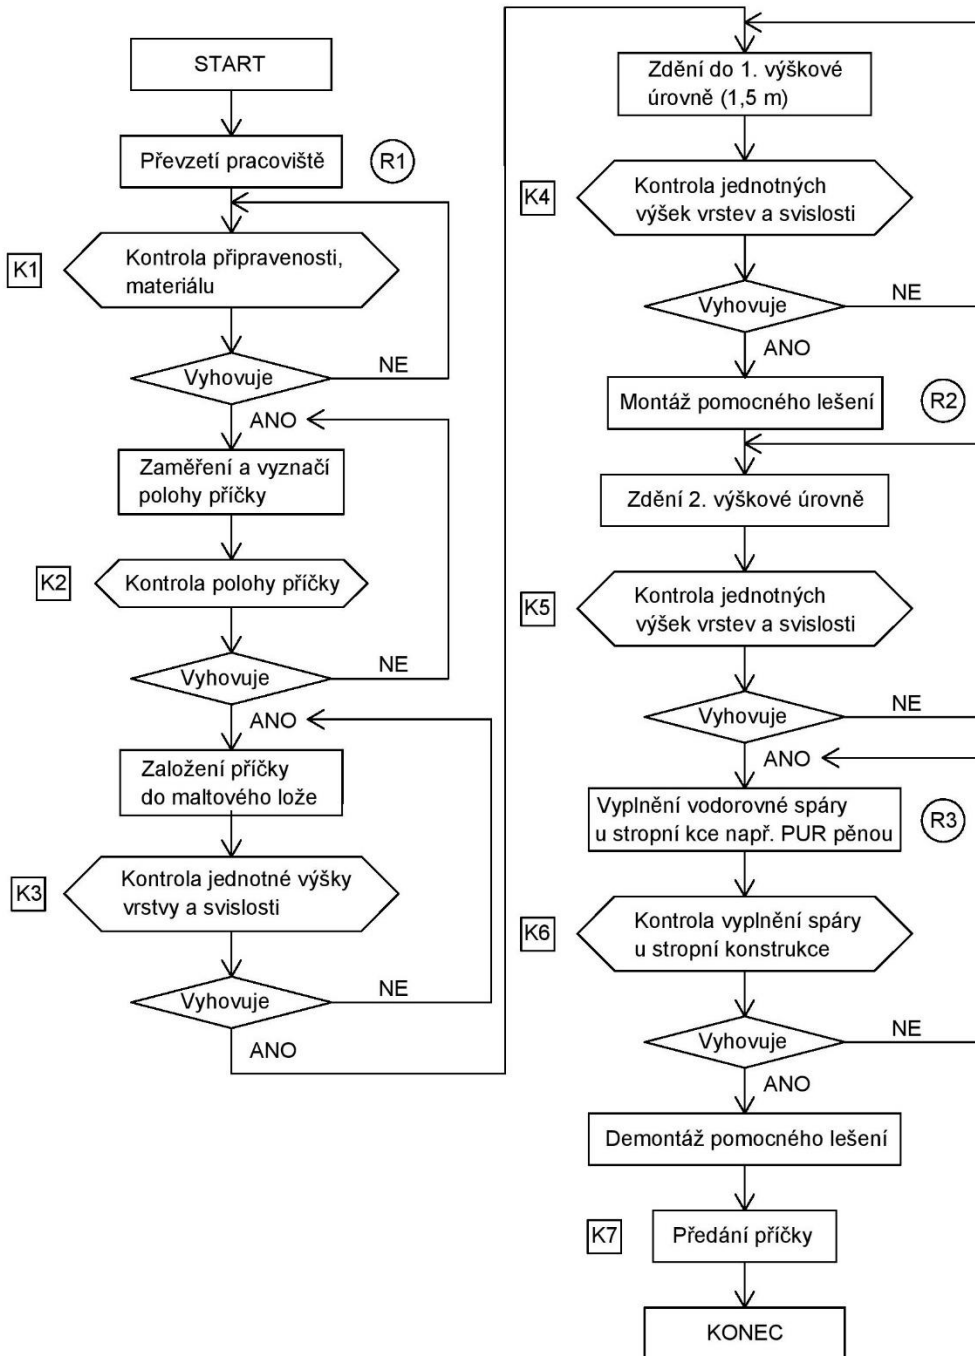 START
Převzetí pracoviště
R1
K1
Kontrola připravenosti,
materiálu
Vyhovuje
NE
ANO
Zaměření a vyznačí
polohy příčky
K2
Kontrola polohy příčky
Vyhovuje
NE
ANO
Založení příčky
do maltového lože
K3
Kontrola jednotné výšky
vrstvy a svislosti
Vyhovuje
NE
ANO
Zdění do 1. výškové
úrovně (1,5 m)
K4
Kontrola jednotných
výšek vrstev a svislosti
Vyhovuje
NE
ANO
Montáž pomocného lešení
R2
Zdění 2. výškové úrovně
K5
Kontrola jednotných
výšek vrstev a svislosti
Vyhovuje
NE
ANO
Vyplnění vodorovné spáry
u stropní kce např. PUR pěnou
R3
K6
Kontrola vyplnění spáry
u stropní konstrukce
Vyhovuje
NE
ANO
Demontáž pomocného lešení
K7
Předání příčky
KONEC